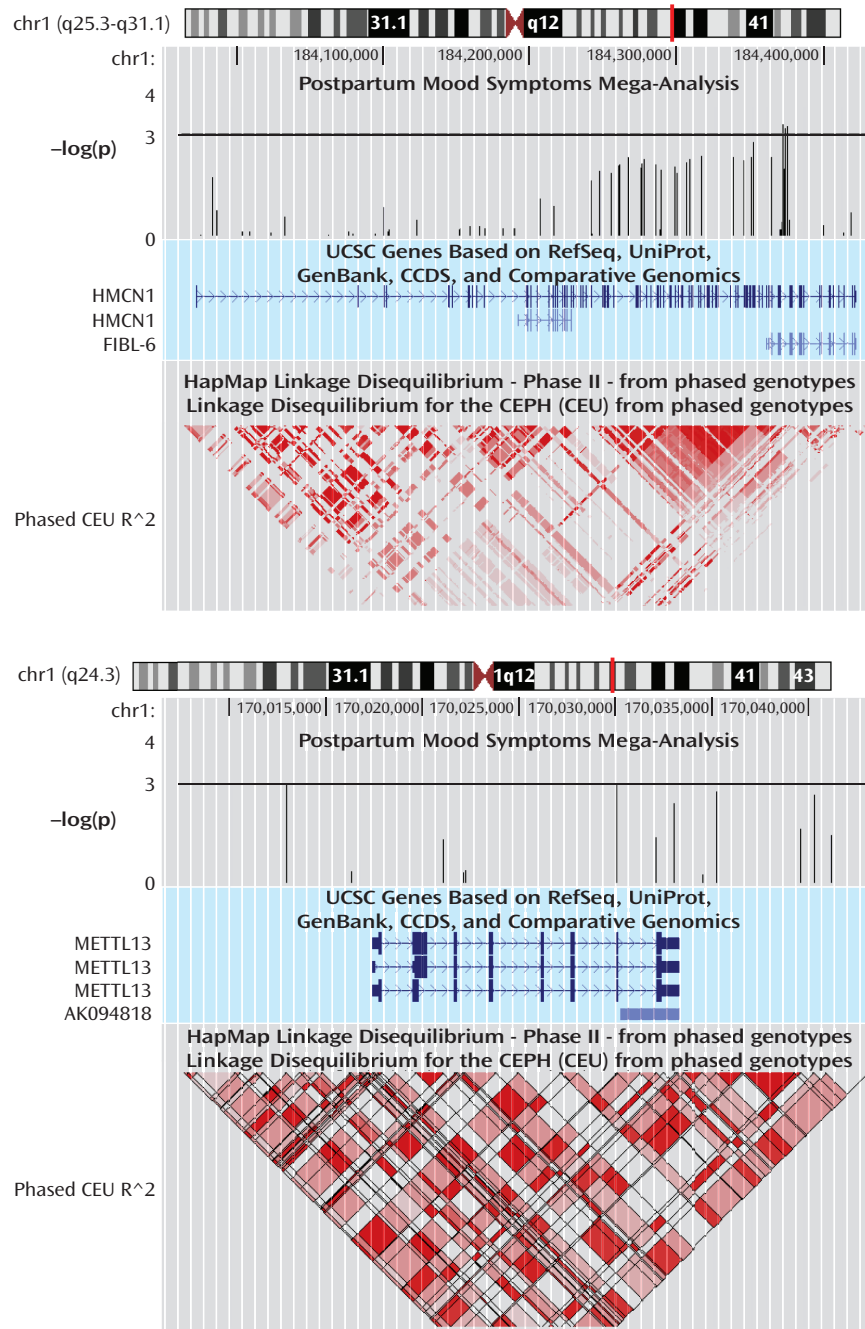 chr1 (q25.3-q31.1) 31.1 q12 41
chr1: 184,100,000 184,200,000 184,300,000 184,400,000
Postpartum Mood Symptoms Mega-Analysis
4
3
–log(p)
0
UCSC Genes Based on RefSeq, UniProt,
GenBank, CCDS, and Comparative Genomics
HMCN1
HMCN1
FIBL-6
HapMap Linkage Disequilibrium - Phase II - from phased genotypes
Linkage Disequilibrium for the CEPH (CEU) from phased genotypes
Phased CEU R^2
chr1 (q24.3) 31.1 1q12 41 43
chr1: 170,015,000 170,020,000 170,025,000 170,030,000 170,035,000 170,040,000
Postpartum Mood Symptoms Mega-Analysis
4
3
–log(p)
0
UCSC Genes Based on RefSeq, UniProt,
GenBank, CCDS, and Comparative Genomics
METTL13
METTL13
METTL13
AK094818
HapMap Linkage Disequilibrium - Phase II - from phased genotypes
Linkage Disequilibrium for the CEPH (CEU) from phased genotypes
Phased CEU R^2